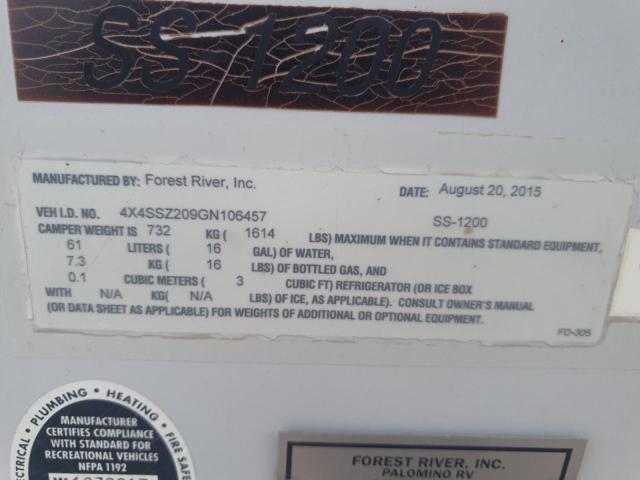 SS-1200
MANUFACTURED BY: Forest River, Inc. DATE: August 20, 2015
VEH I.D. NO. 4X4SSZ209GN106457 SS-1200
CAMPER WEIGHT IS 732 KG ( 1614 LBS) MAXIMUM WHEN IT CONTAINS STANDARD EQUIPMENT,
61 LITERS ( 16 GAL) OF WATER,
7.3 KG ( 16 LBS) OF BOTTLED GAS, AND
0.1 CUBIC METERS ( 3 CUBIC FT) REFRIGERATOR (OR ICE BOX
WITH N/A KG( N/A LBS) OF ICE, AS APPLICABLE). CONSULT OWNER'S MANUAL
(OR DATA SHEET AS APPLICABLE) FOR WEIGHTS OF ADDITIONAL OR OPTIONAL EQUIPMENT.
FD-305
PLUMBING • HEATING • FIRE
MANUFACTURER
CERTIFIES COMPLIANCE
WITH STANDARD FOR
RECREATIONAL VEHICLES
NFPA 1192
FOREST RIVER, INC.
PALOMINO RV